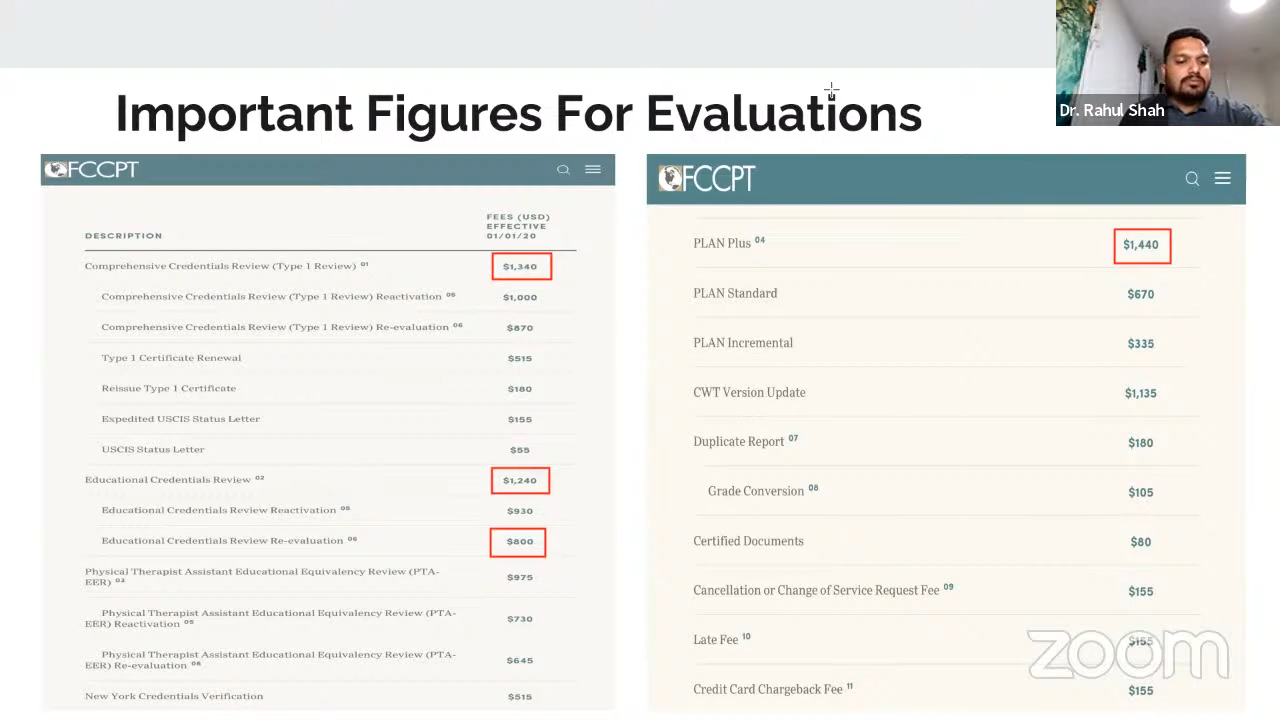 Important Figures For Evaluations
Dr. Rahul Shah
FCCPT
DESCRIPTION
FEES (USD)
EFFECTIVE
01/01/20
Comprehensive Credentials Review (Type 1 Review) 01 $1,340
Comprehensive Credentials Review (Type 1 Review) Reactivation 05 $1,000
Comprehensive Credentials Review (Type 1 Review) Re-evaluation 06 $870
Type 1 Certificate Renewal $515
Reissue Type 1 Certificate $180
Expedited USCIS Status Letter $155
USCIS Status Letter $55
Educational Credentials Review 02 $1,240
Educational Credentials Review Reactivation 05 $930
Educational Credentials Review Re-evaluation 06 $800
Physical Therapist Assistant Educational Equivalency Review (PTA-
EER) 03 $975
Physical Therapist Assistant Educational Equivalency Review (PTA-
EER) Reactivation 05 $730
Physical Therapist Assistant Educational Equivalency Review (PTA-
EER) Re-evaluation 06 $645
New York Credentials Verification $515
FCCPT
PLAN Plus 04 $1,440
PLAN Standard $670
PLAN Incremental $335
CWT Version Update $1,135
Duplicate Report 07 $180
Grade Conversion 08 $105
Certified Documents $80
Cancellation or Change of Service Request Fee 09 $155
Late Fee 10 $155
Credit Card Chargeback Fee 11 $155
zoom